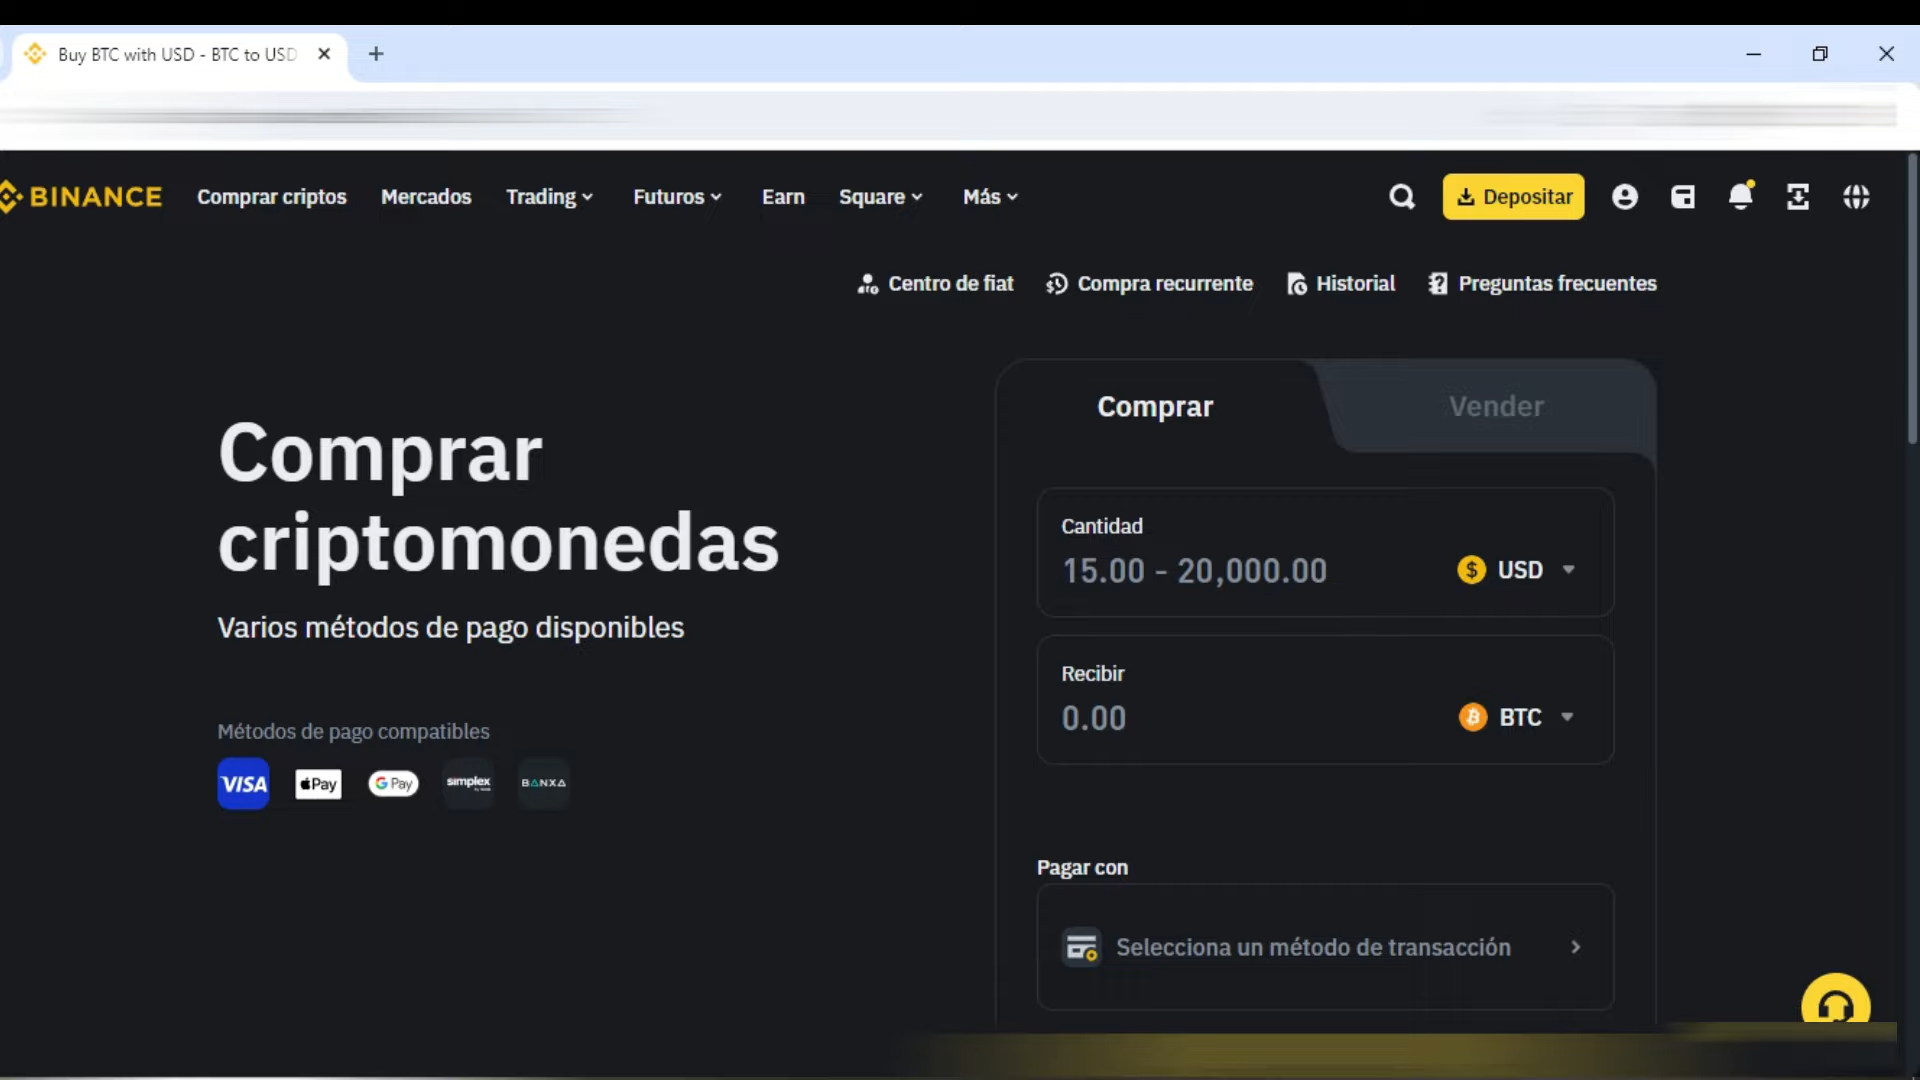 Buy BTC with USD - BTC to USD
BINANCE Comprar criptos Mercados Trading Futuros Earn Square Más Depositar
Centro de fiat Compra recurrente Historial Preguntas frecuentes
Comprar Vender
Comprar
criptomonedas
Varios métodos de pago disponibles
Métodos de pago compatibles
VISA Pay G Pay simplex BANXA
Cantidad
15.00 - 20,000.00 $ USD
Recibir
0.00 BTC
Pagar con
Selecciona un método de transacción